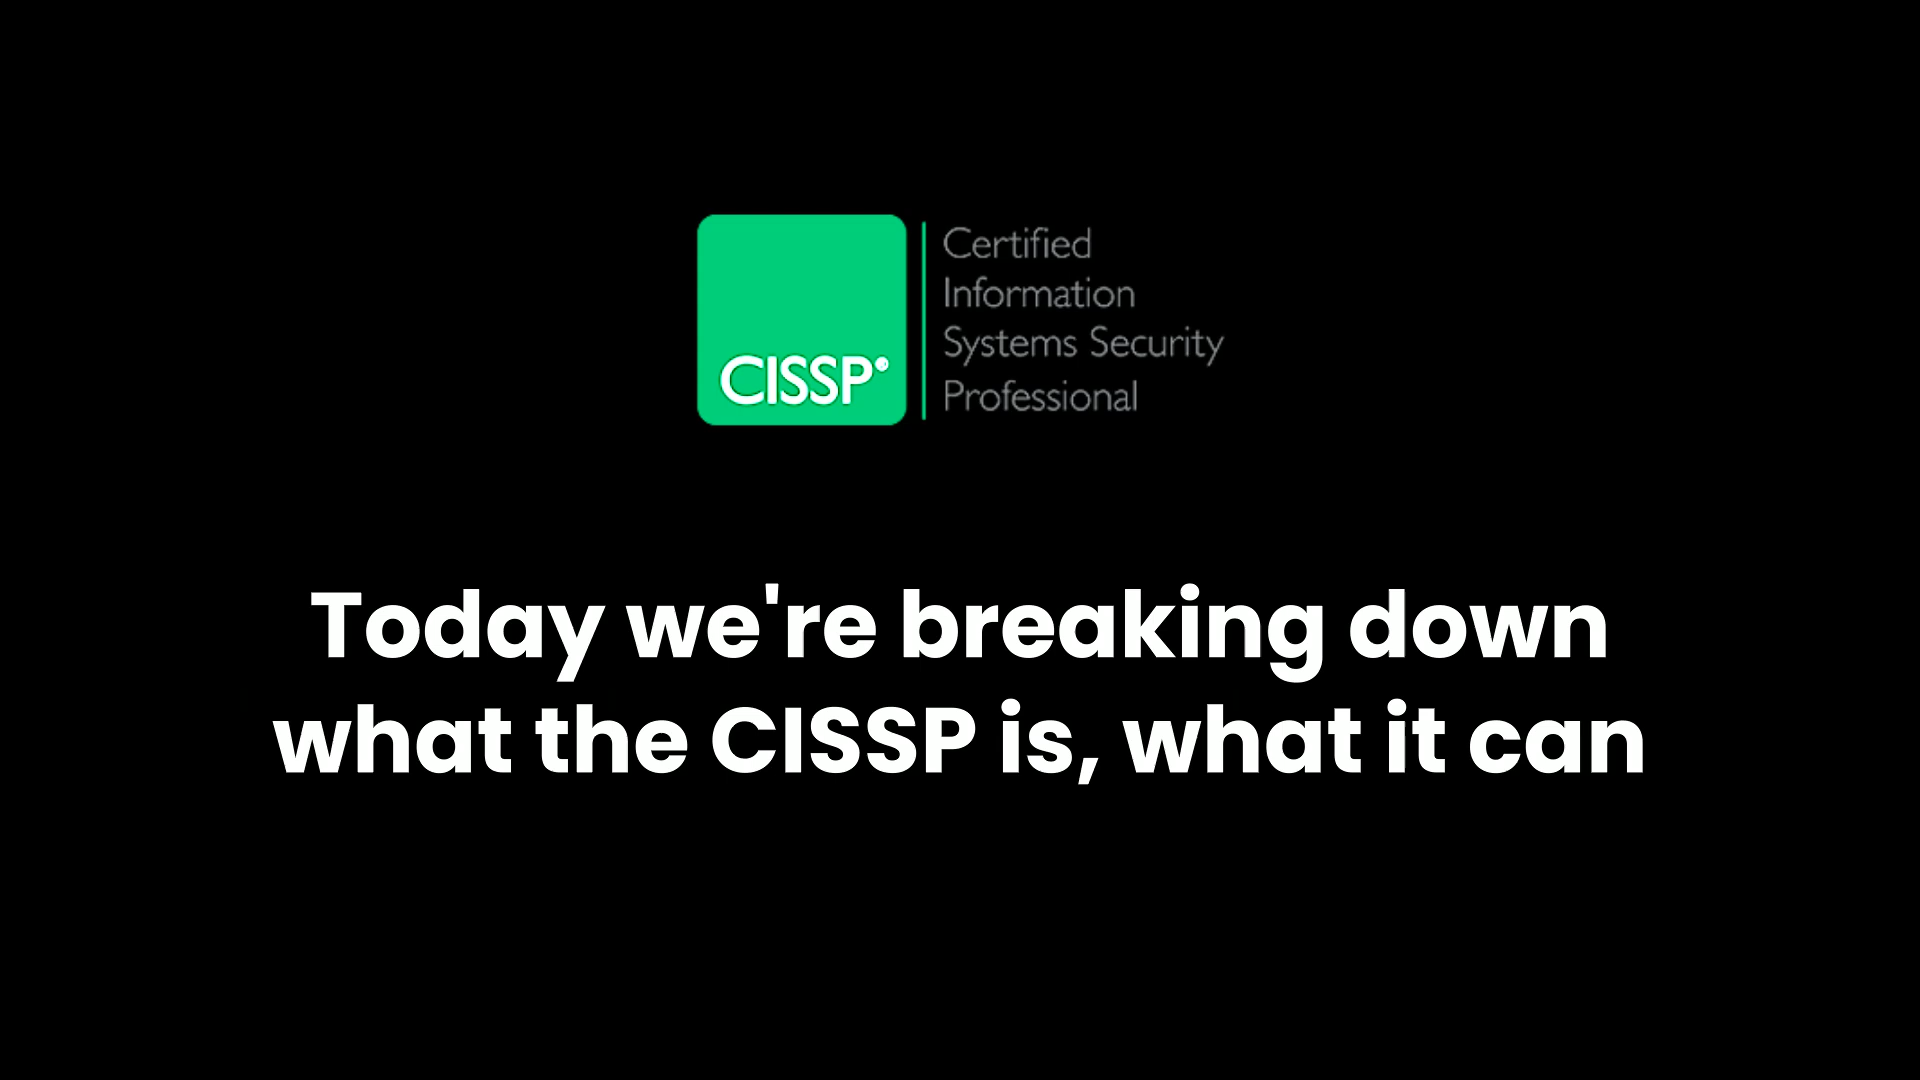 CISSP®
Certified
Information
Systems Security
Professional
Today we're breaking down
what the CISSP is, what it can